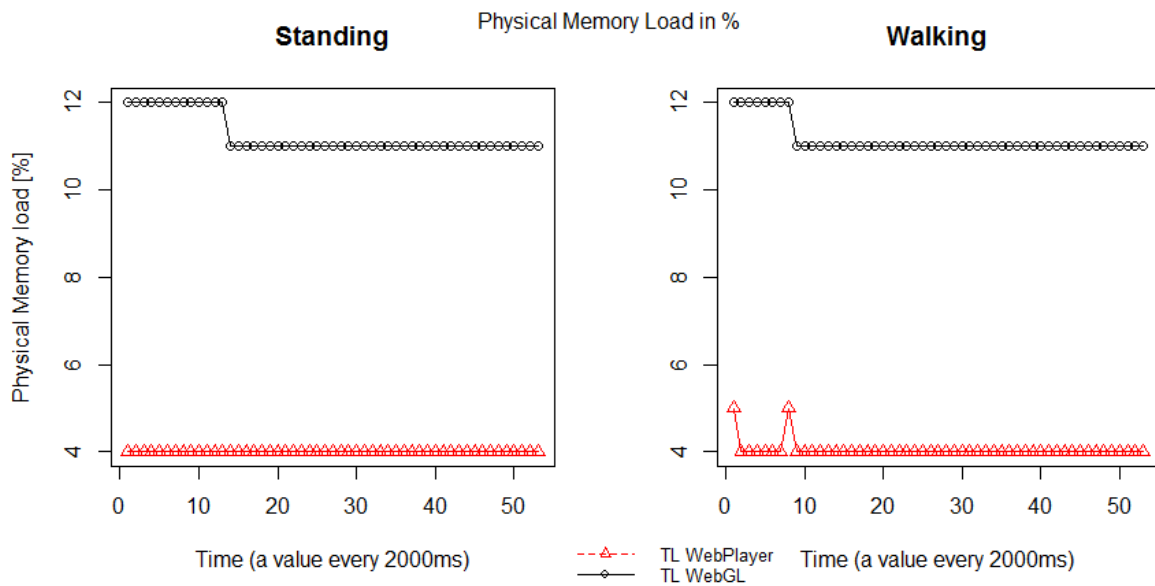 Physical Memory Load in %
Standing
Walking
Physical Memory load [%]
12
10
8
6
4
0 10 20 30 40 50
Time (a value every 2000ms)
12
10
8
6
4
0 10 20 30 40 50
Time (a value every 2000ms)
TL WebPlayer
TL WebGL